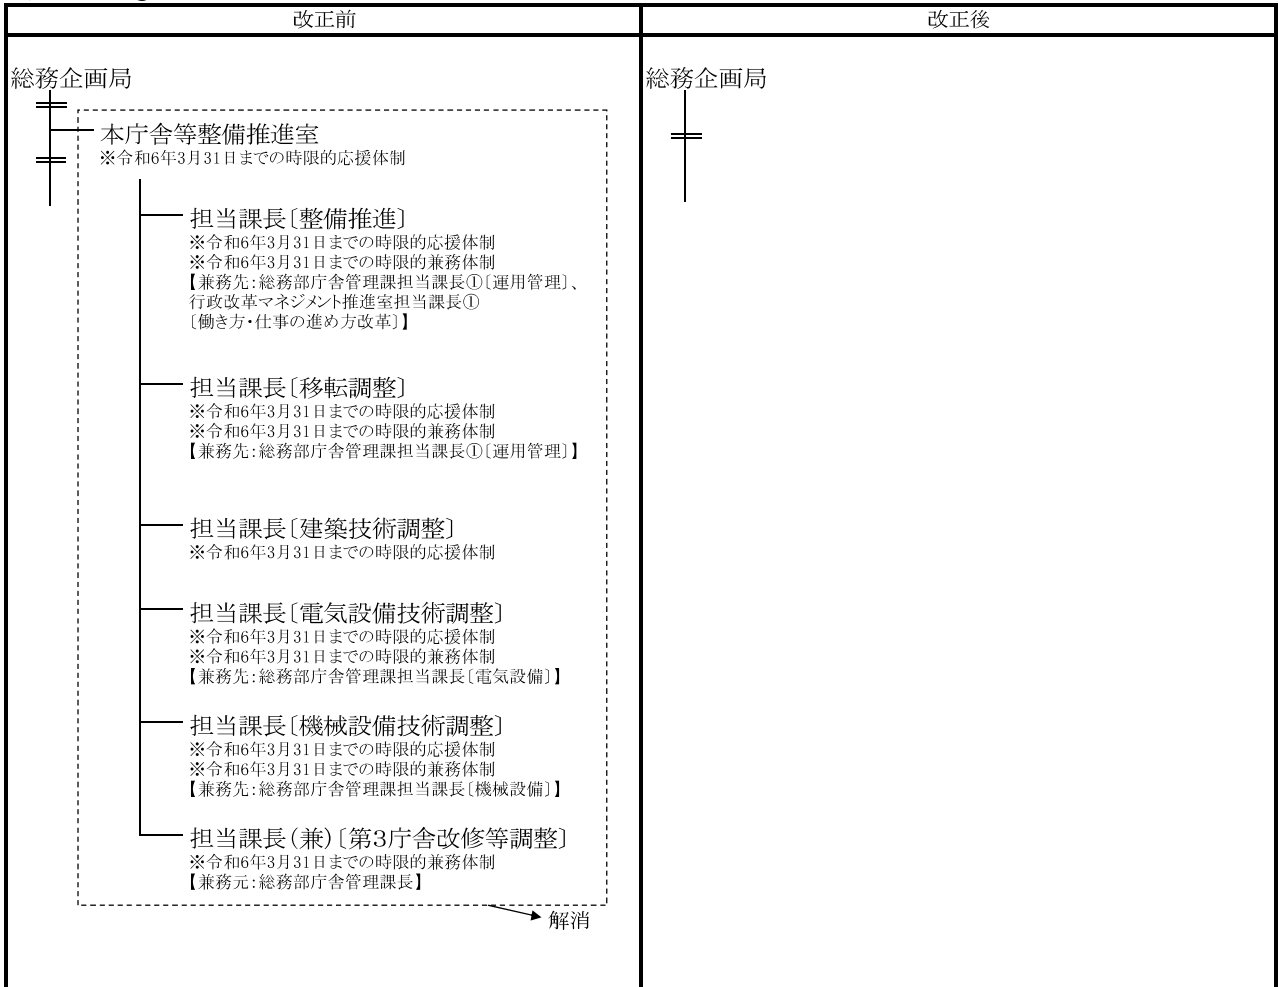 改正前
改正後
総務企画局
本庁舎等整備推進室
※令和6年3月31日までの時限的応援体制
担当課長〔整備推進〕
※令和6年3月31日までの時限的応援体制
※令和6年3月31日までの時限的兼務体制
【兼務先:総務部庁舎管理課担当課長①〔運用管理〕、
行政改革マネジメント推進室担当課長①
〔働き方・仕事の進め方改革〕】
担当課長〔移転調整〕
※令和6年3月31日までの時限的応援体制
※令和6年3月31日までの時限的兼務体制
【兼務先:総務部庁舎管理課担当課長①〔運用管理〕】
担当課長〔建築技術調整〕
※令和6年3月31日までの時限的応援体制
担当課長〔電気設備技術調整〕
※令和6年3月31日までの時限的応援体制
※令和6年3月31日までの時限的兼務体制
【兼務先:総務部庁舎管理課担当課長〔電気設備〕】
担当課長〔機械設備技術調整〕
※令和6年3月31日までの時限的応援体制
※令和6年3月31日までの時限的兼務体制
【兼務先:総務部庁舎管理課担当課長〔機械設備〕】
担当課長(兼)〔第3庁舎改修等調整〕
※令和6年3月31日までの時限的兼務体制
【兼務元:総務部庁舎管理課長】
解消
総務企画局